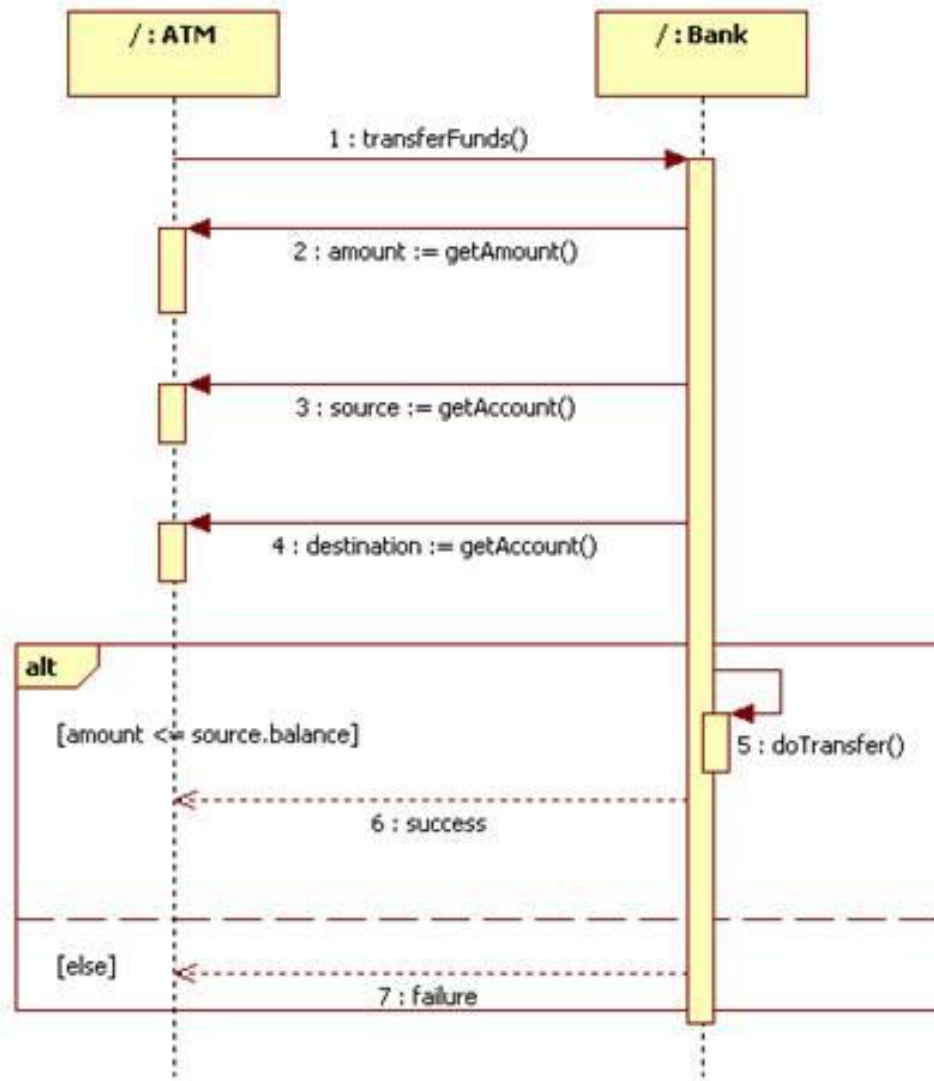 / : ATM
/ : Bank
1 : transferFunds()
2 : amount := getAmount()
3 : source := getAccount()
4 : destination := getAccount()
alt
[amount <= source.balance]
5 : doTransfer()
6 : success
[else]
7 : failure